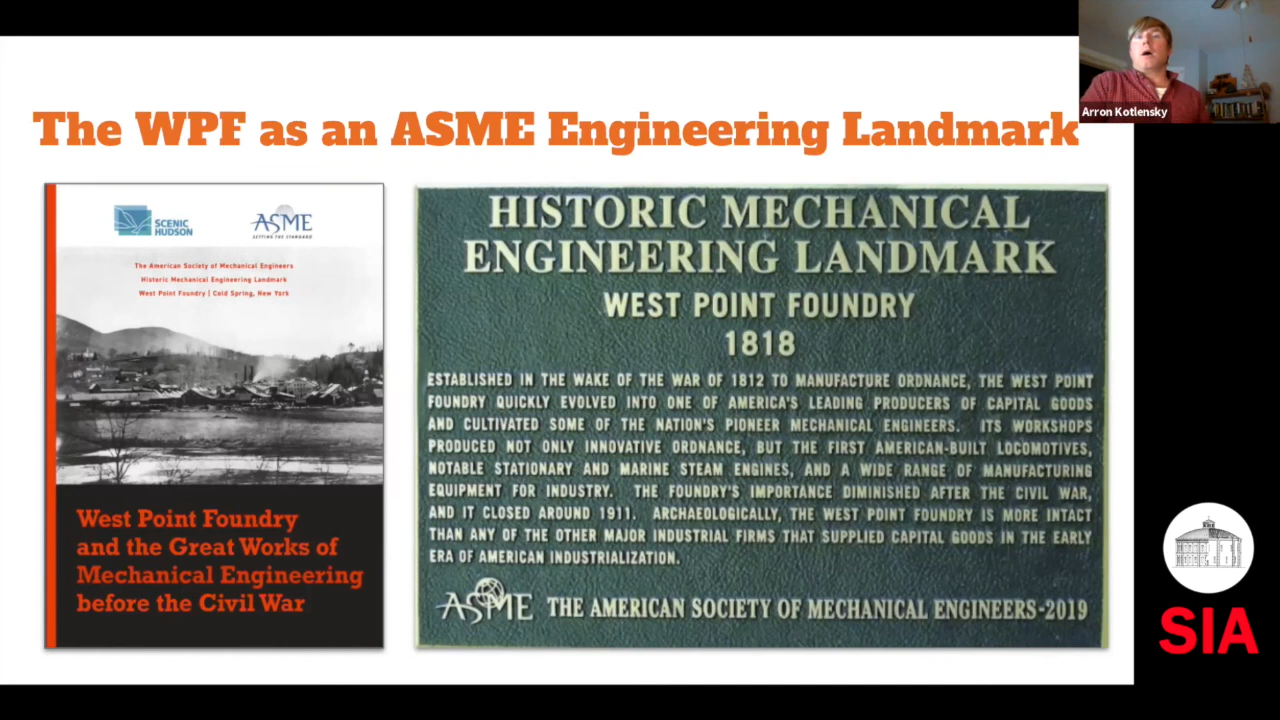 Arron Kotlensky
The WPF as an ASME Engineering Landmark
SCENIC
HUDSON
ASME
SETTING THE STANDARD
The American Society of Mechanical Engineers
Historic Mechanical Engineering Landmark
West Point Foundry | Cold Spring, New York
West Point Foundry
and the Great Works of
Mechanical Engineering
before the Civil War
HISTORIC MECHANICAL
ENGINEERING LANDMARK
WEST POINT FOUNDRY
1818
ESTABLISHED IN THE WAKE OF THE WAR OF 1812 TO MANUFACTURE ORDNANCE, THE WEST POINT
FOUNDRY QUICKLY EVOLVED INTO ONE OF AMERICA'S LEADING PRODUCERS OF CAPITAL GOODS
AND CULTIVATED SOME OF THE NATION'S PIONEER MECHANICAL ENGINEERS. ITS WORKSHOPS
PRODUCED NOT ONLY INNOVATIVE ORDNANCE, BUT THE FIRST AMERICAN-BUILT LOCOMOTIVES,
NOTABLE STATIONARY AND MARINE STEAM ENGINES, AND A WIDE RANGE OF MANUFACTURING
EQUIPMENT FOR INDUSTRY. THE FOUNDRY'S IMPORTANCE DIMINISHED AFTER THE CIVIL WAR,
AND IT CLOSED AROUND 1911. ARCHAEOLOGICALLY, THE WEST POINT FOUNDRY IS MORE INTACT
THAN ANY OF THE OTHER MAJOR INDUSTRIAL FIRMS THAT SUPPLIED CAPITAL GOODS IN THE EARLY
ERA OF AMERICAN INDUSTRIALIZATION.
ASME THE AMERICAN SOCIETY OF MECHANICAL ENGINEERS-2019
SIA